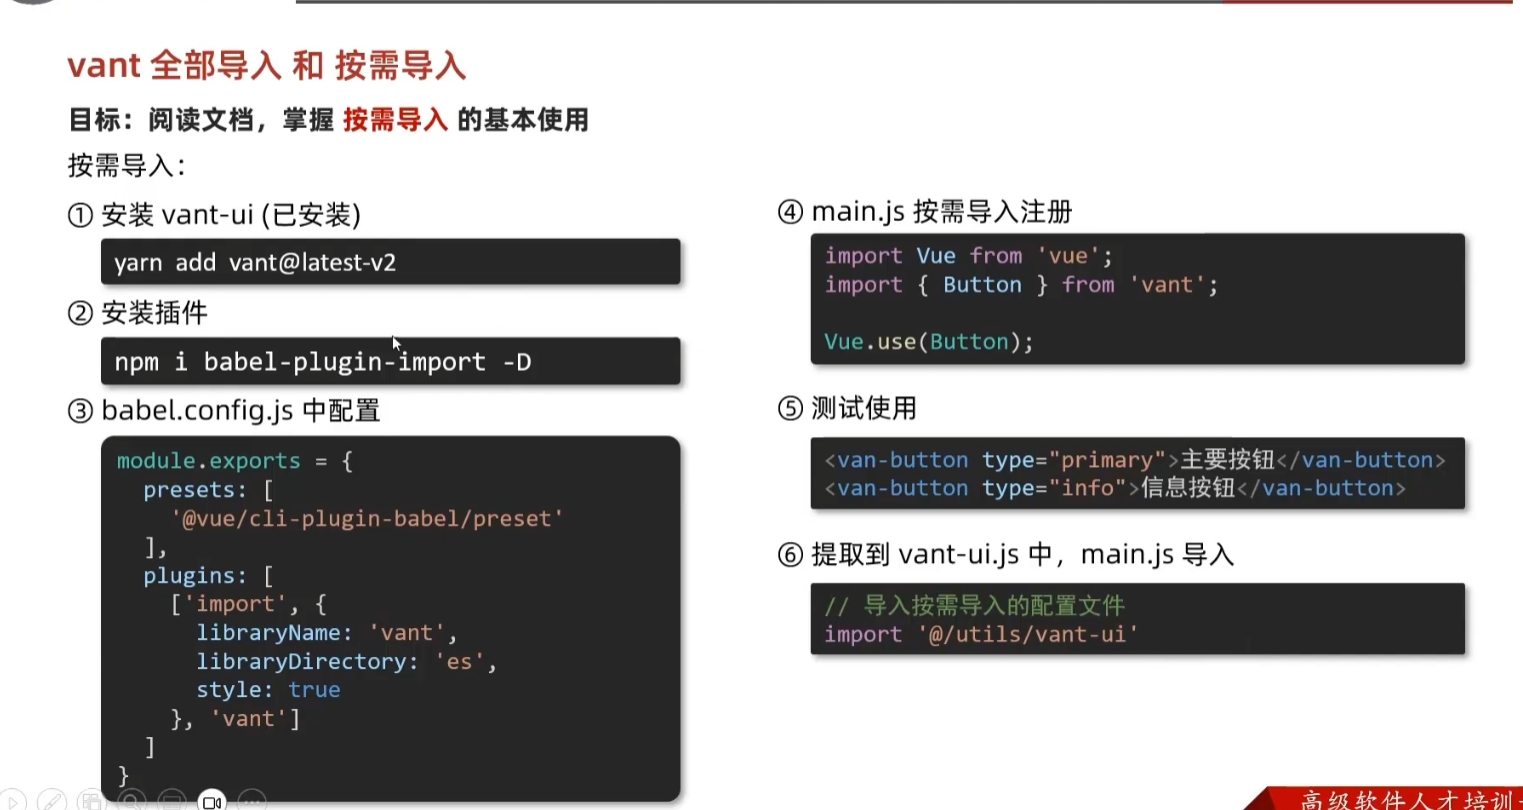 vant 全部导入 和 按需导入
目标：阅读文档，掌握 按需导入 的基本使用
按需导入：
① 安装 vant-ui (已安装)
yarn add vant@latest-v2
② 安装插件
npm i babel-plugin-import -D
③ babel.config.js 中配置
module.exports = {
  presets: [
    '@vue/cli-plugin-babel/preset'
  ],
  plugins: [
    ['import', {
      libraryName: 'vant',
      libraryDirectory: 'es',
      style: true
    }, 'vant']
  ]
}
④ main.js 按需导入注册
import Vue from 'vue';
import { Button } from 'vant';
Vue.use(Button);
⑤ 测试使用
<van-button type="primary">主要按钮</van-button>
<van-button type="info">信息按钮</van-button>
⑥ 提取到 vant-ui.js 中，main.js 导入
// 导入按需导入的配置文件
import '@/utils/vant-ui'
高级软件人才培训